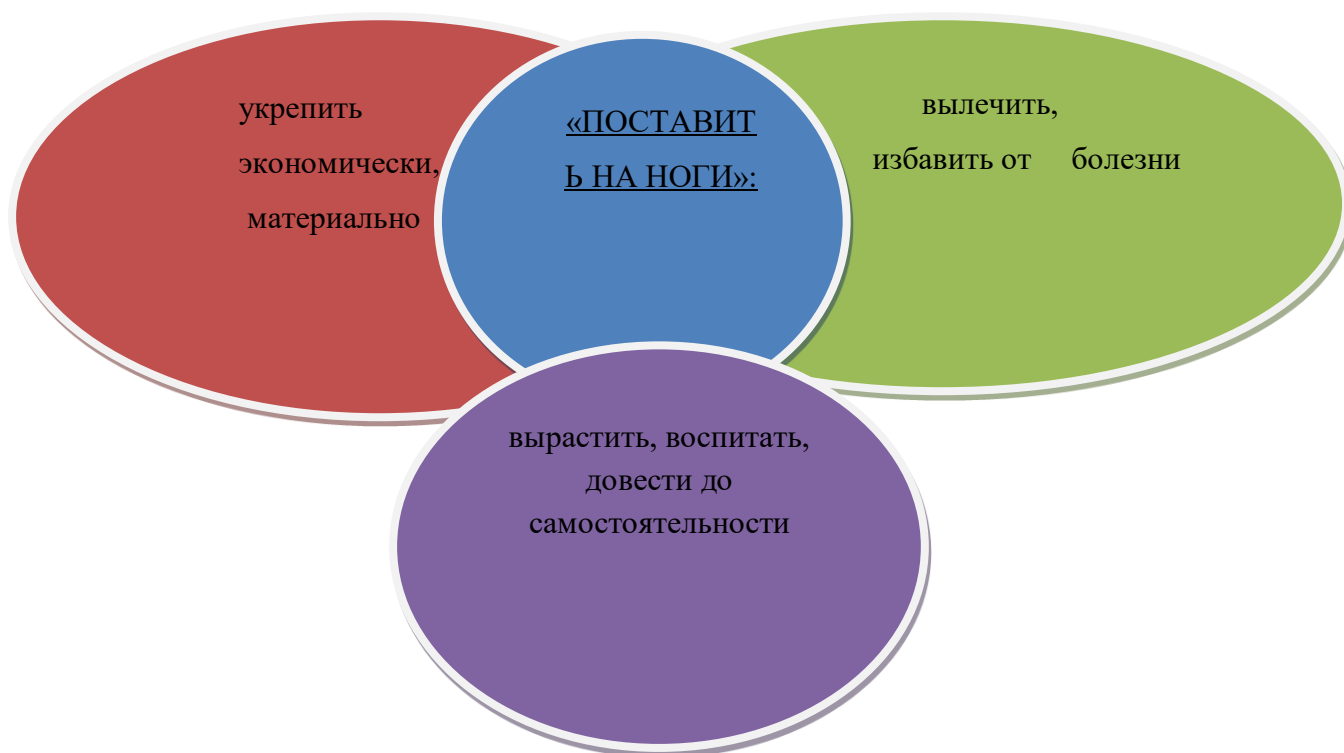 укрепить
экономически,
материально
«ПОСТАВИТ
Ь НА НОГИ»:
вылечить,
избавить от болезни
вырастить, воспитать,
довести до
самостоятельности